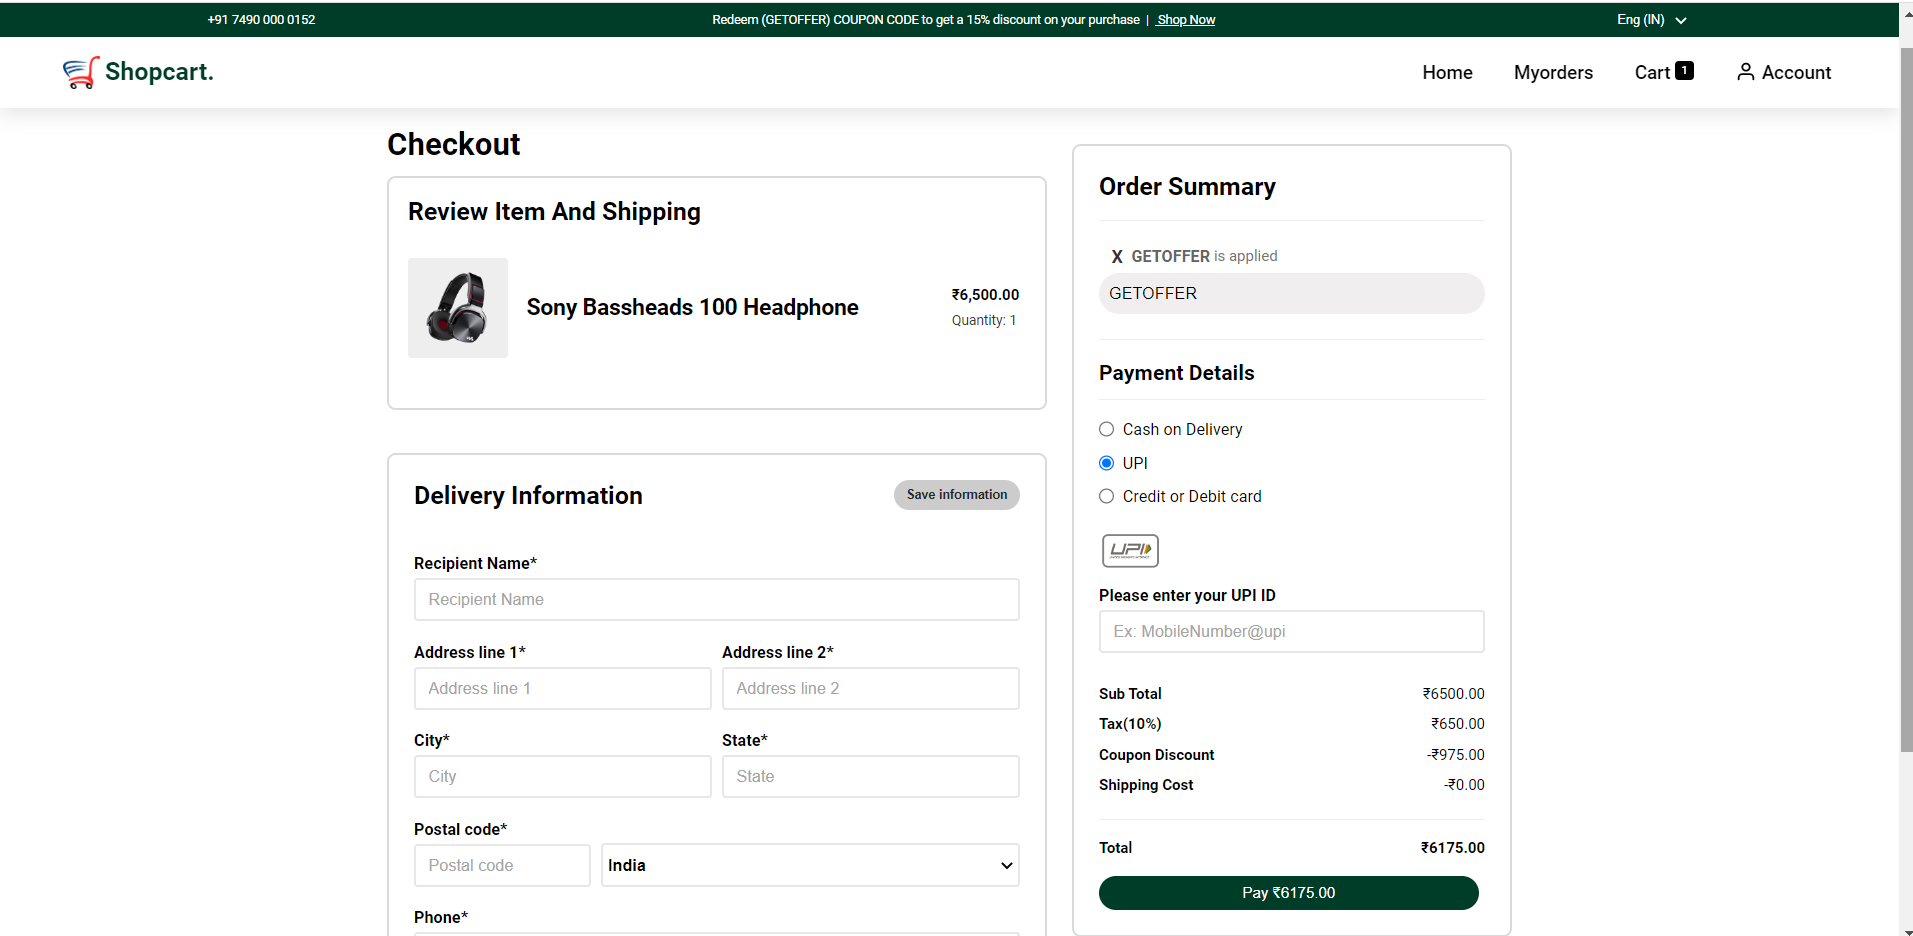 +91 7490 000 0152
Redeem (GETOFFER) COUPON CODE to get a 15% discount on your purchase | Shop Now
Eng (IN)
Shopcart.
Home
Myorders
Cart 1
Account
Checkout
Review Item And Shipping
Sony Bassheads 100 Headphone
₹6,500.00
Quantity: 1
Delivery Information
Save information
Recipient Name*
Recipient Name
Address line 1*
Address line 2*
Address line 1
Address line 2
City*
State*
City
State
Postal code*
Postal code
India
Phone*
Order Summary
X GETOFFER is applied
GETOFFER
Payment Details
Cash on Delivery
UPI
Credit or Debit card
UPI
Please enter your UPI ID
Ex: MobileNumber@upi
Sub Total ₹6500.00
Tax(10%) ₹650.00
Coupon Discount -₹975.00
Shipping Cost -₹0.00
Total ₹6175.00
Pay ₹6175.00